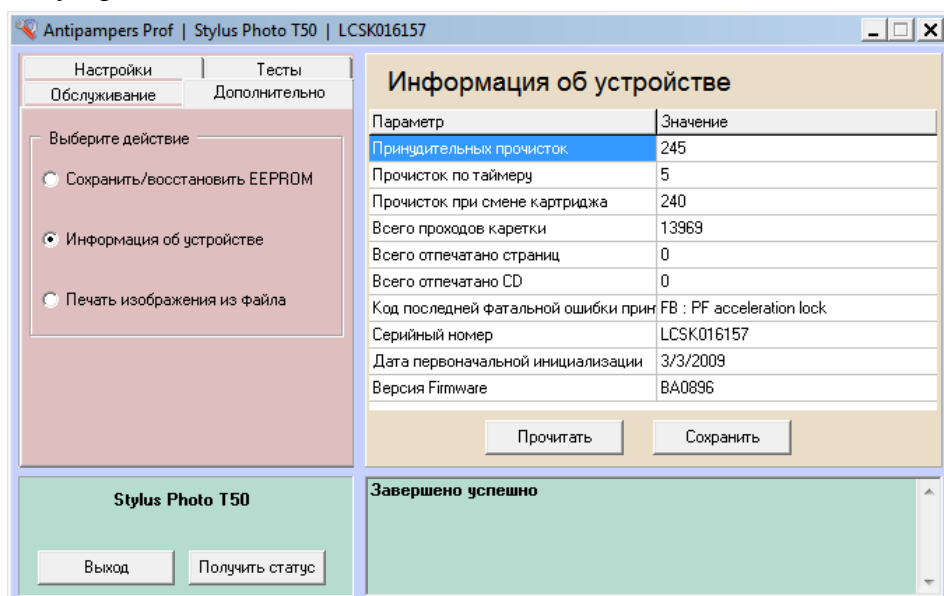 Antipampers Prof | Stylus Photo T50 | LCSK016157
Настройки Тесты
Обслуживание Дополнительно
Выберите действие
Сохранить/восстановить EEPROM
Информация об устройстве
Печать изображения из файла
Информация об устройстве
Параметр Значение
Принудительных прочисток 245
Прочисток по таймеру 5
Прочисток при смене картриджа 240
Всего проходов каретки 13969
Всего отпечатано страниц 0
Всего отпечатано CD 0
Код последней фатальной ошибки прин FB : PF acceleration lock
Серийный номер LCSK016157
Дата первоначальной инициализации 3/3/2009
Версия Firmware BA0896
Прочитать Сохранить
Stylus Photo T50
Выход Получить статус
Завершено успешно